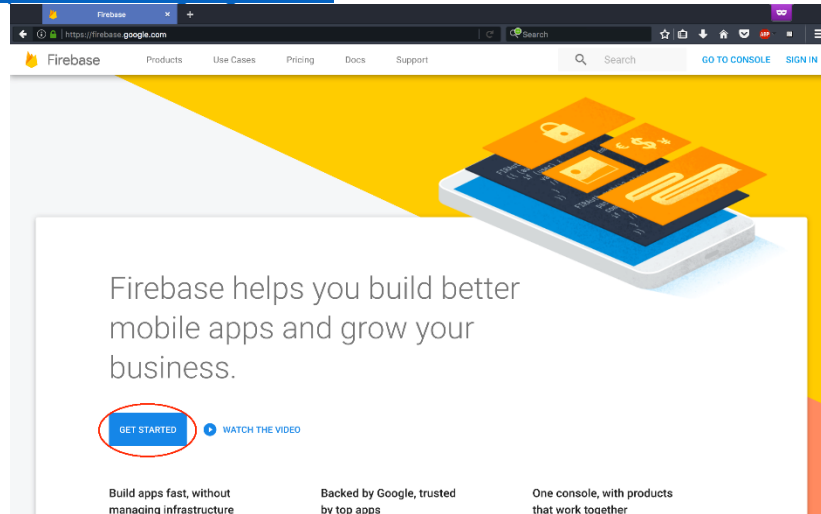 Firebase
https://firebase.google.com
Search
ABP
Firebase Products Use Cases Pricing Docs Support Search GO TO CONSOLE SIGN IN
Firebase helps you build better
mobile apps and grow your
business.
GET STARTED WATCH THE VIDEO
Build apps fast, without
managing infrastructure
Backed by Google, trusted
by top apps
One console, with products
that work together